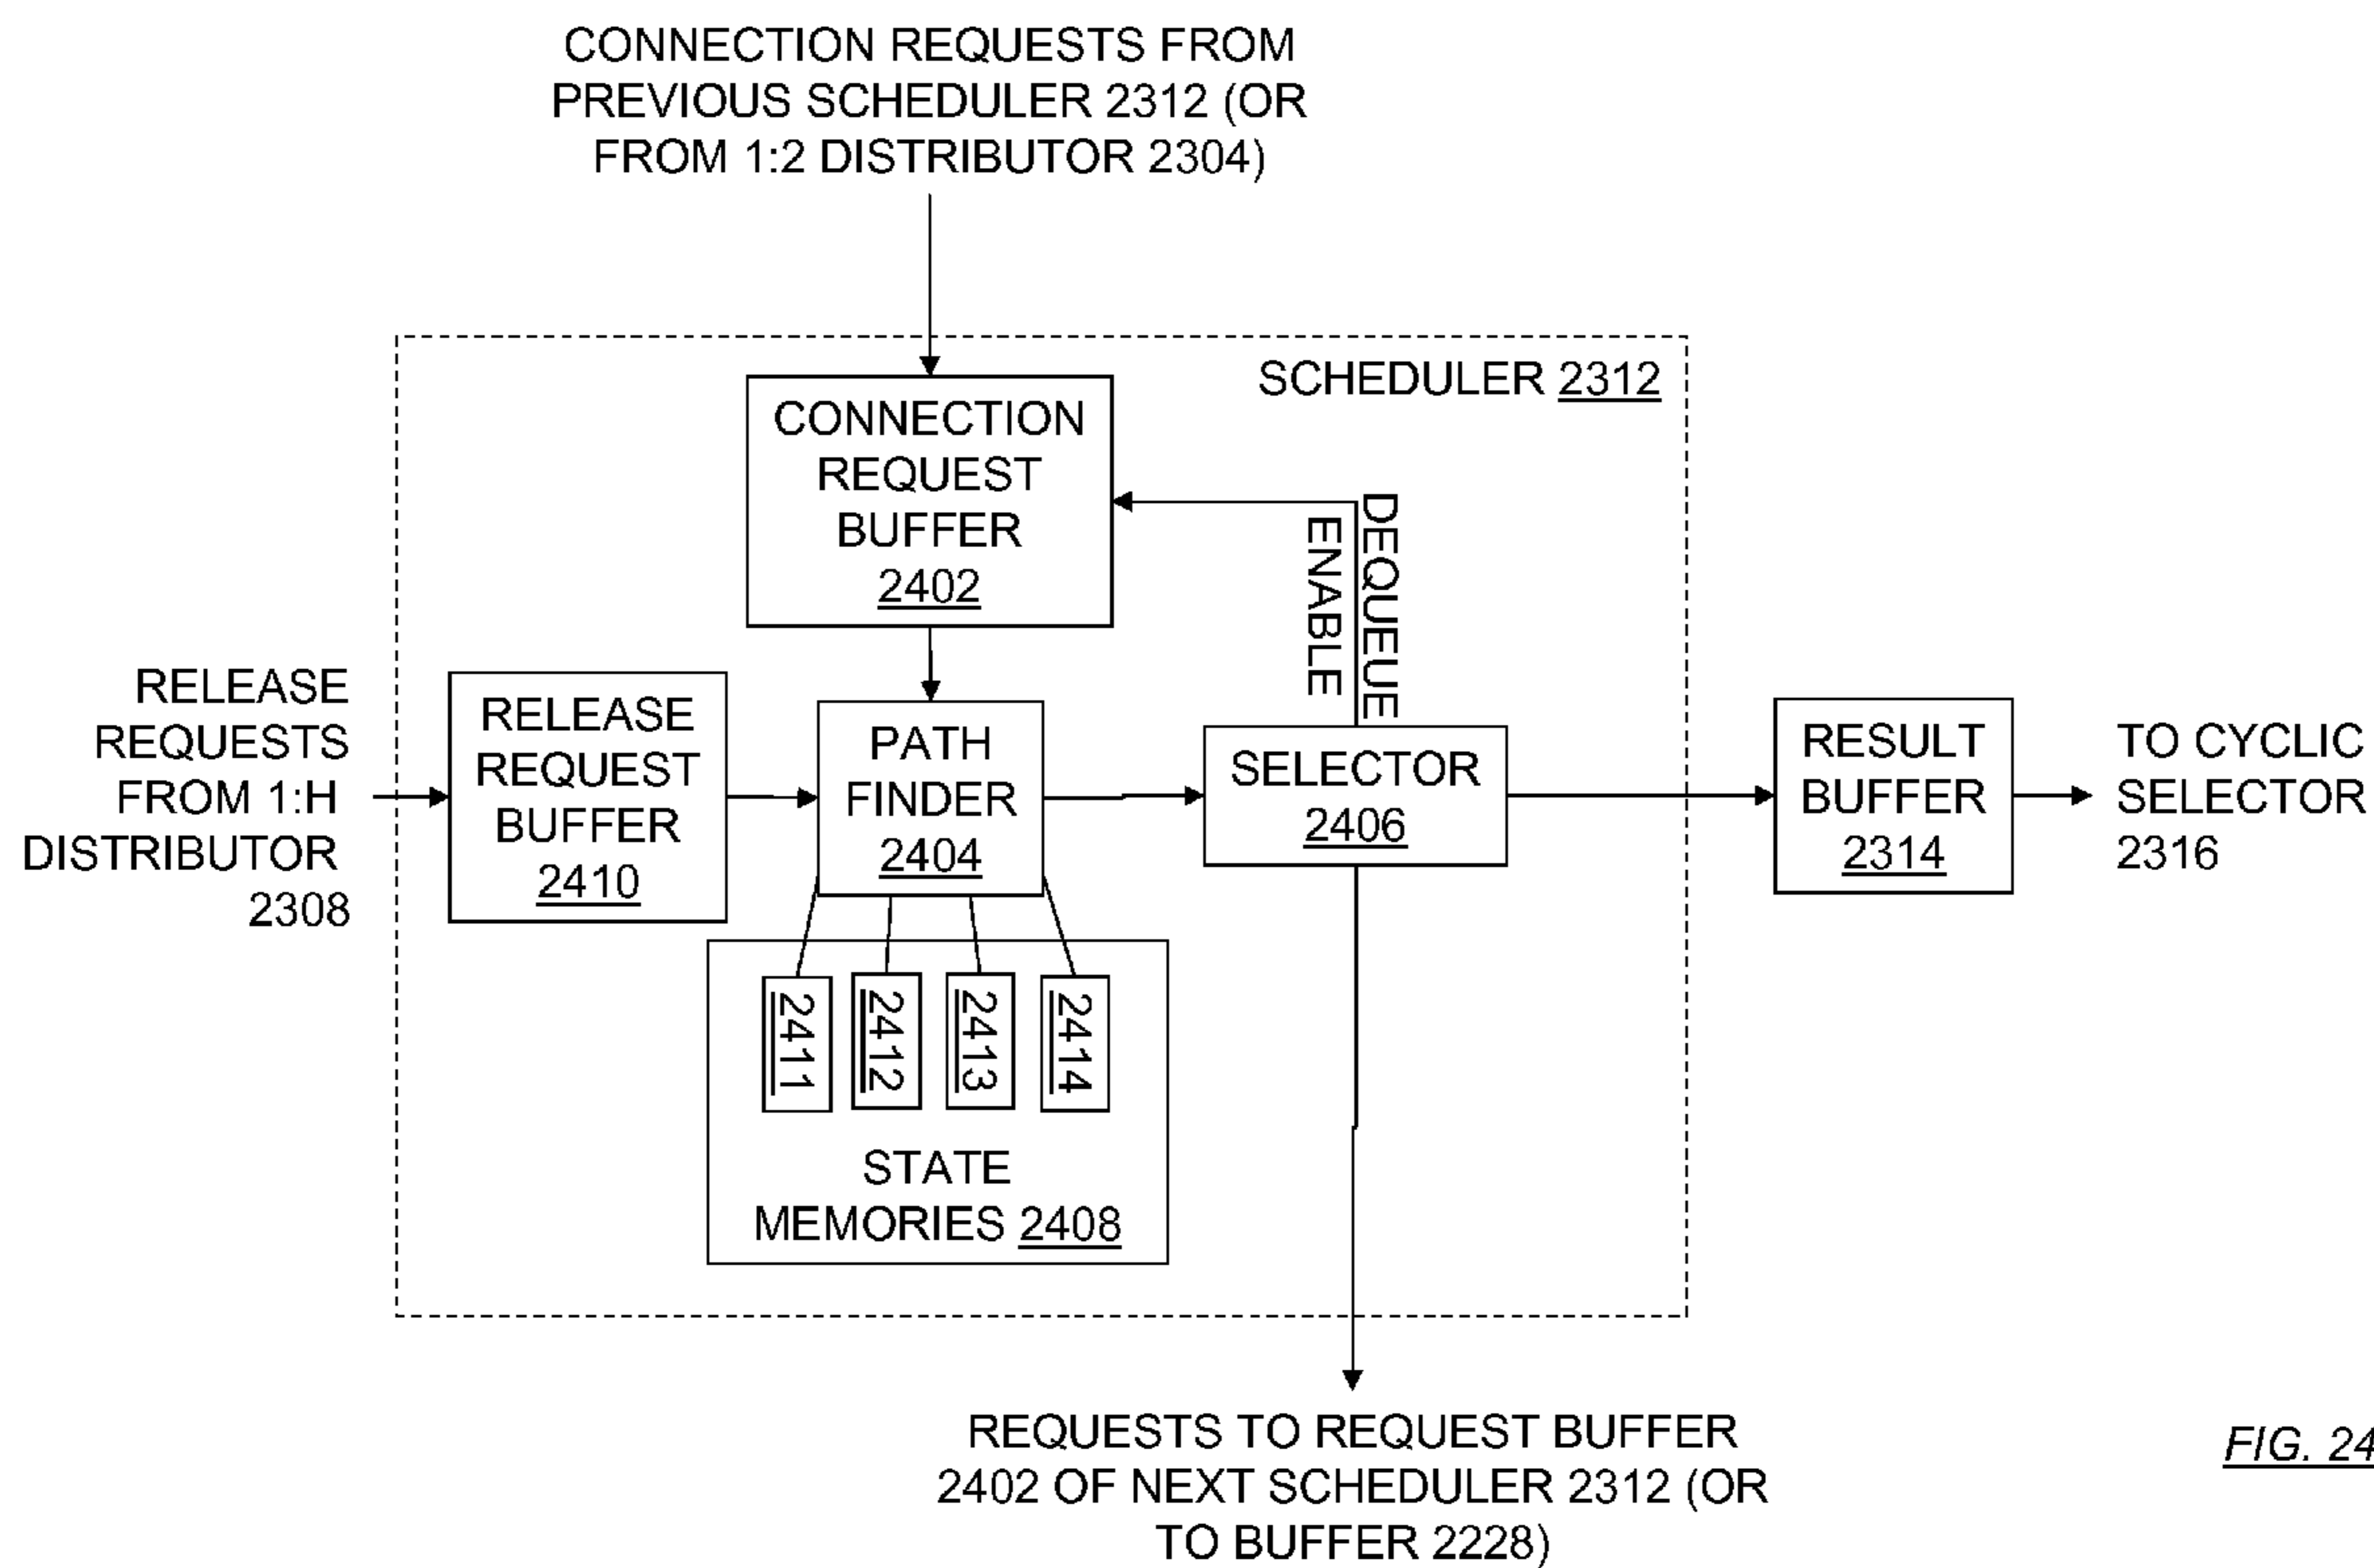 CONNECTION REQUESTS FROM
PREVIOUS SCHEDULER 2312 (OR
FROM 1:2 DISTRIBUTOR 2304)
SCHEDULER 2312
CONNECTION
REQUEST
BUFFER
2402
DEQUEUE
ENABLE
RELEASE
REQUESTS
FROM 1:H
DISTRIBUTOR
2308
RELEASE
REQUEST
BUFFER
2410
PATH
FINDER
2404
SELECTOR
2406
RESULT
BUFFER
2314
TO CYCLIC
SELECTOR
2316
2411
2412
2413
2414
STATE
MEMORIES 2408
REQUESTS TO REQUEST BUFFER
2402 OF NEXT SCHEDULER 2312 (OR
TO BUFFER 2228)
FIG. 24